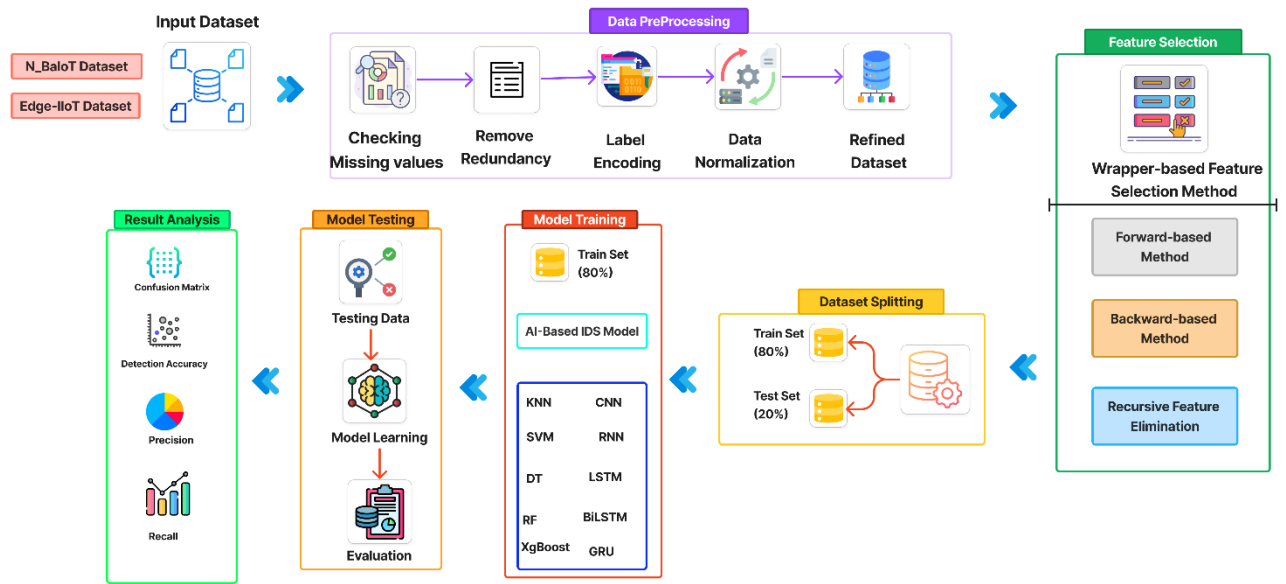 Input Dataset
N_BaIoT Dataset
Edge-IIoT Dataset
Data PreProcessing
Checking
Missing values
Remove
Redundancy
Label
Encoding
Data
Normalization
Refined
Dataset
Feature Selection
Wrapper-based Feature
Selection Method
Forward-based
Method
Backward-based
Method
Recursive Feature
Elimination
Dataset Splitting
Train Set
(80%)
Test Set
(20%)
Model Training
Train Set
(80%)
AI-Based IDS Model
KNN CNN
SVM RNN
DT LSTM
RF BiLSTM
XgBoost GRU
Model Testing
Testing Data
Model Learning
Evaluation
Result Analysis
Confusion Matrix
Detection Accuracy
Precision
Recall